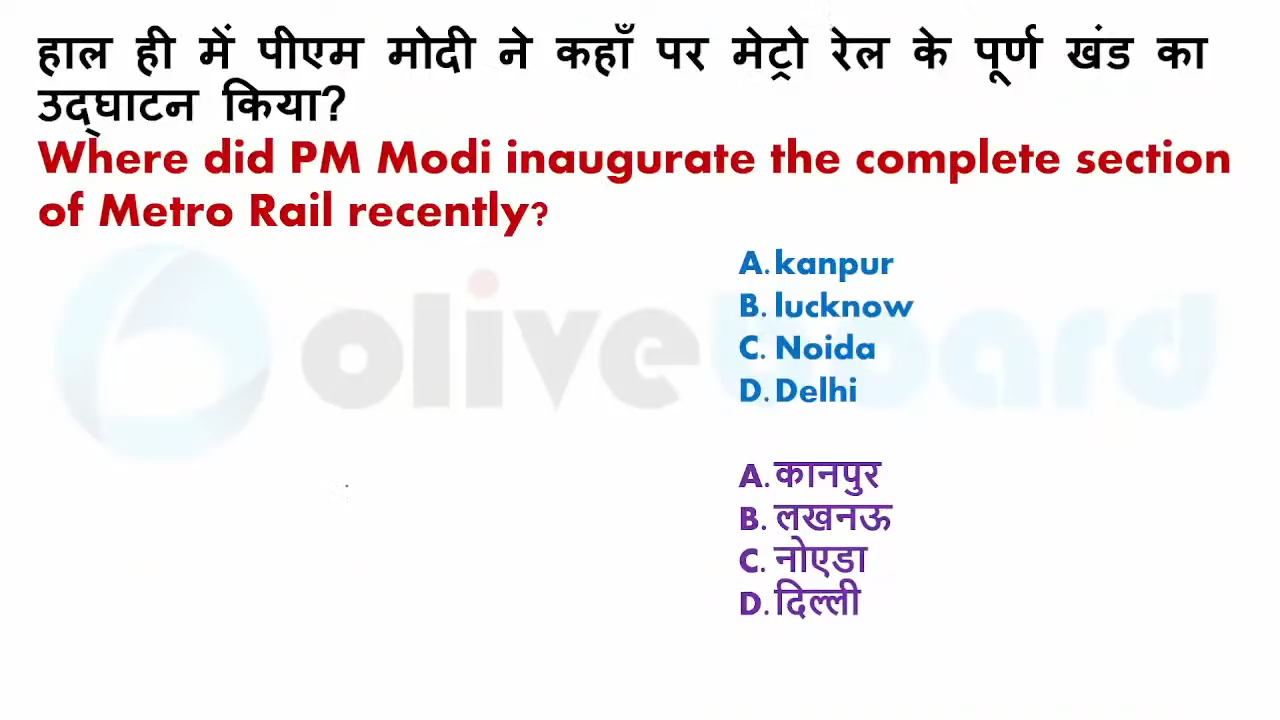 हाल ही में पीएम मोदी ने कहाँ पर मेट्रो रेल के पूर्ण खंड का
उद्घाटन किया?
Where did PM Modi inaugurate the complete section
of Metro Rail recently?
oliveboard
A. kanpur
B. lucknow
C. Noida
D. Delhi
A. कानपुर
B. लखनऊ
C. नोएडा
D. दिल्ली